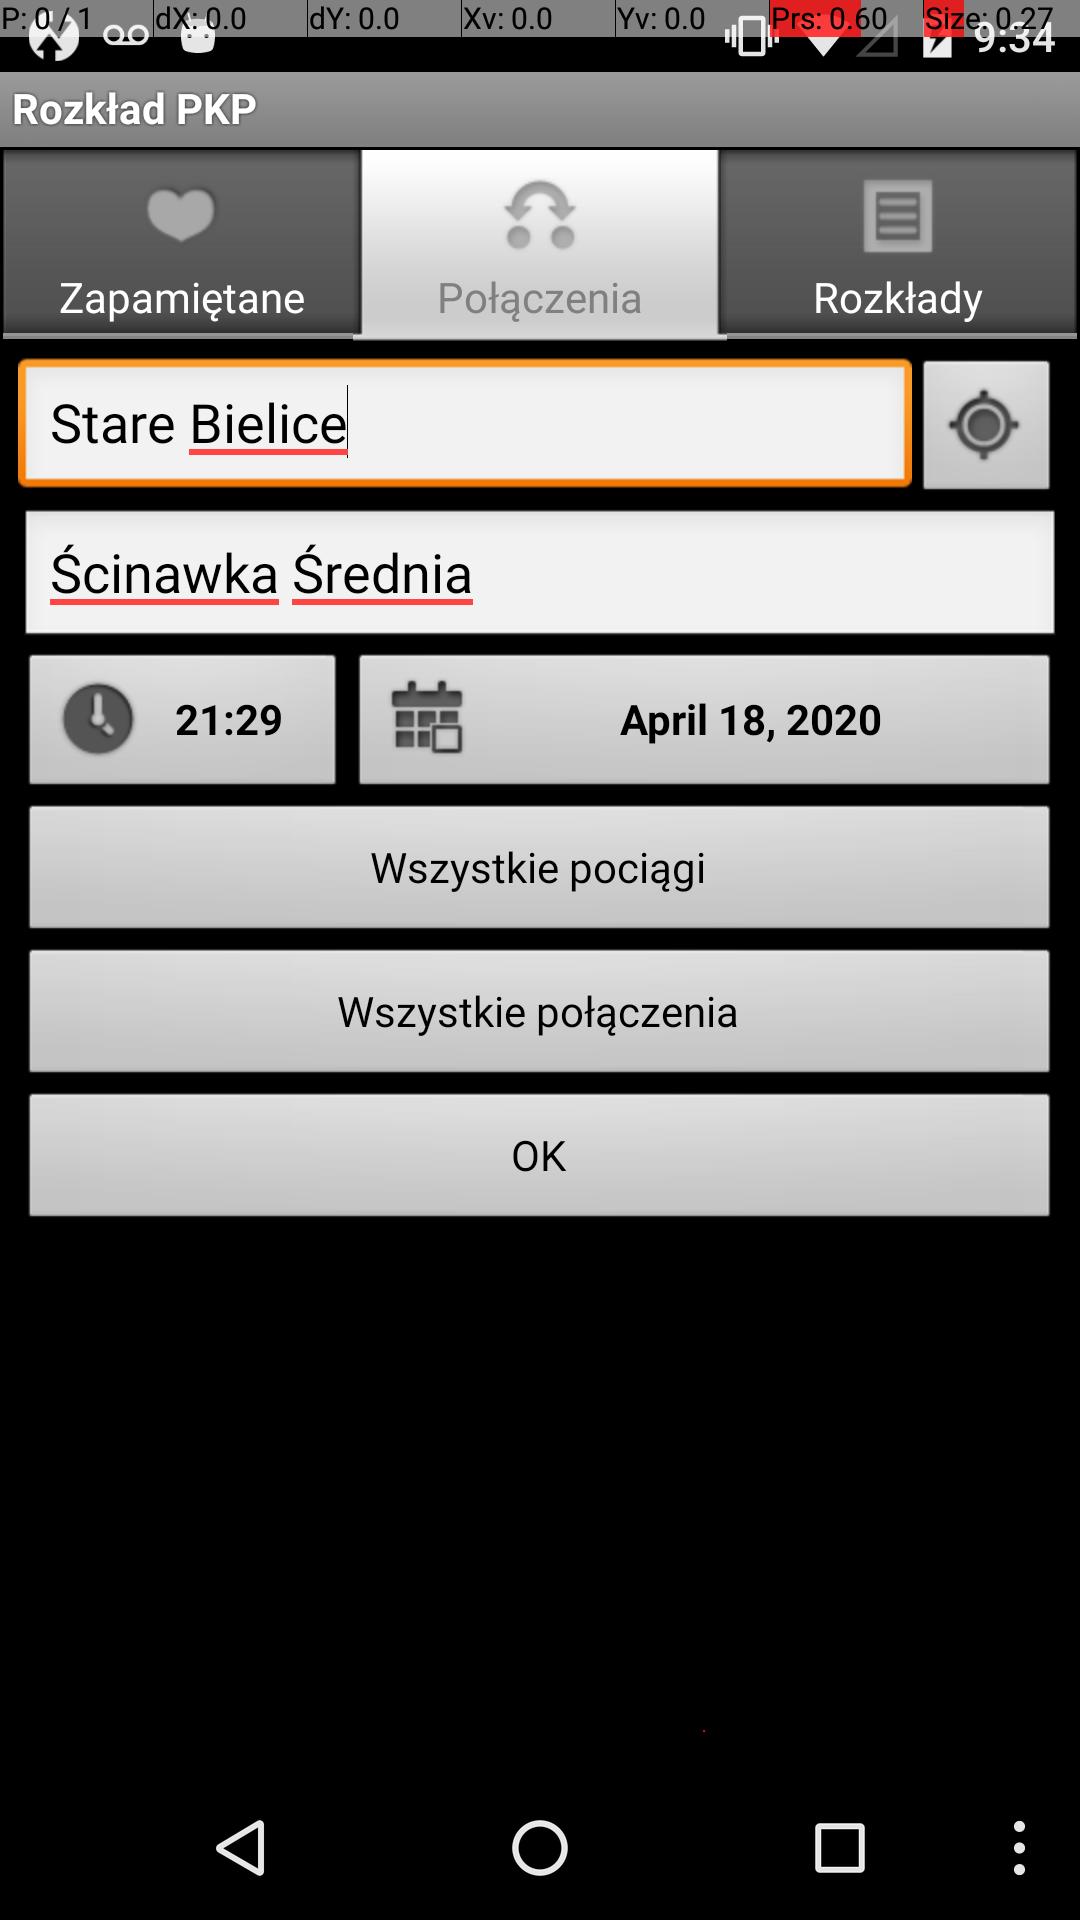 P: 0 / 1 dX: 0.0 dY: 0.0 Xv: 0.0 Yv: 0.0 Prs: 0.60 Size: 0.27
9:34
Rozkład PKP
Zapamiętane Połączenia Rozkłady
Stare Bielice
Ścinawka Średnia
21:29 April 18, 2020
Wszystkie pociągi
Wszystkie połączenia
OK